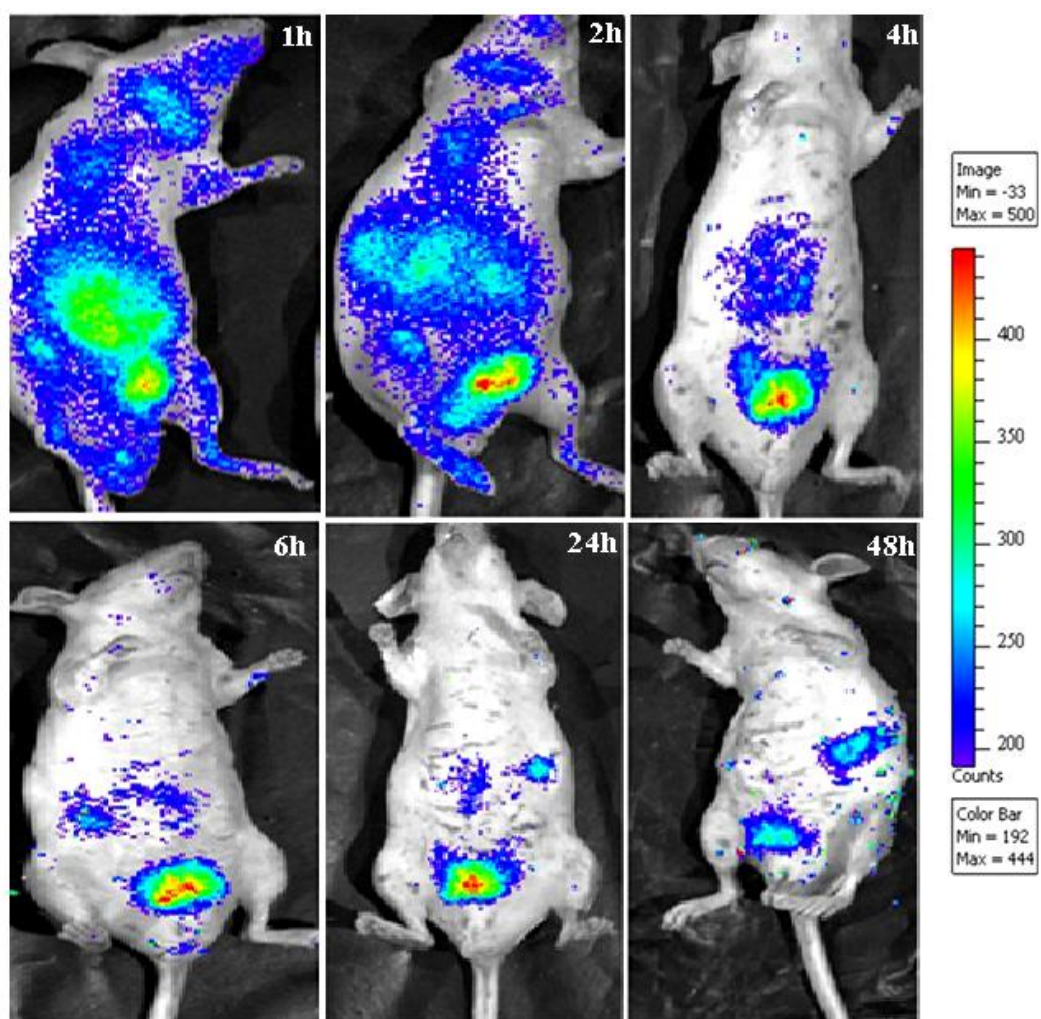 1h
2h
4h
Image
Min = -33
Max = 500
400
350
300
250
200
Counts
Color Bar
Min = 192
Max = 444
6h
24h
48h